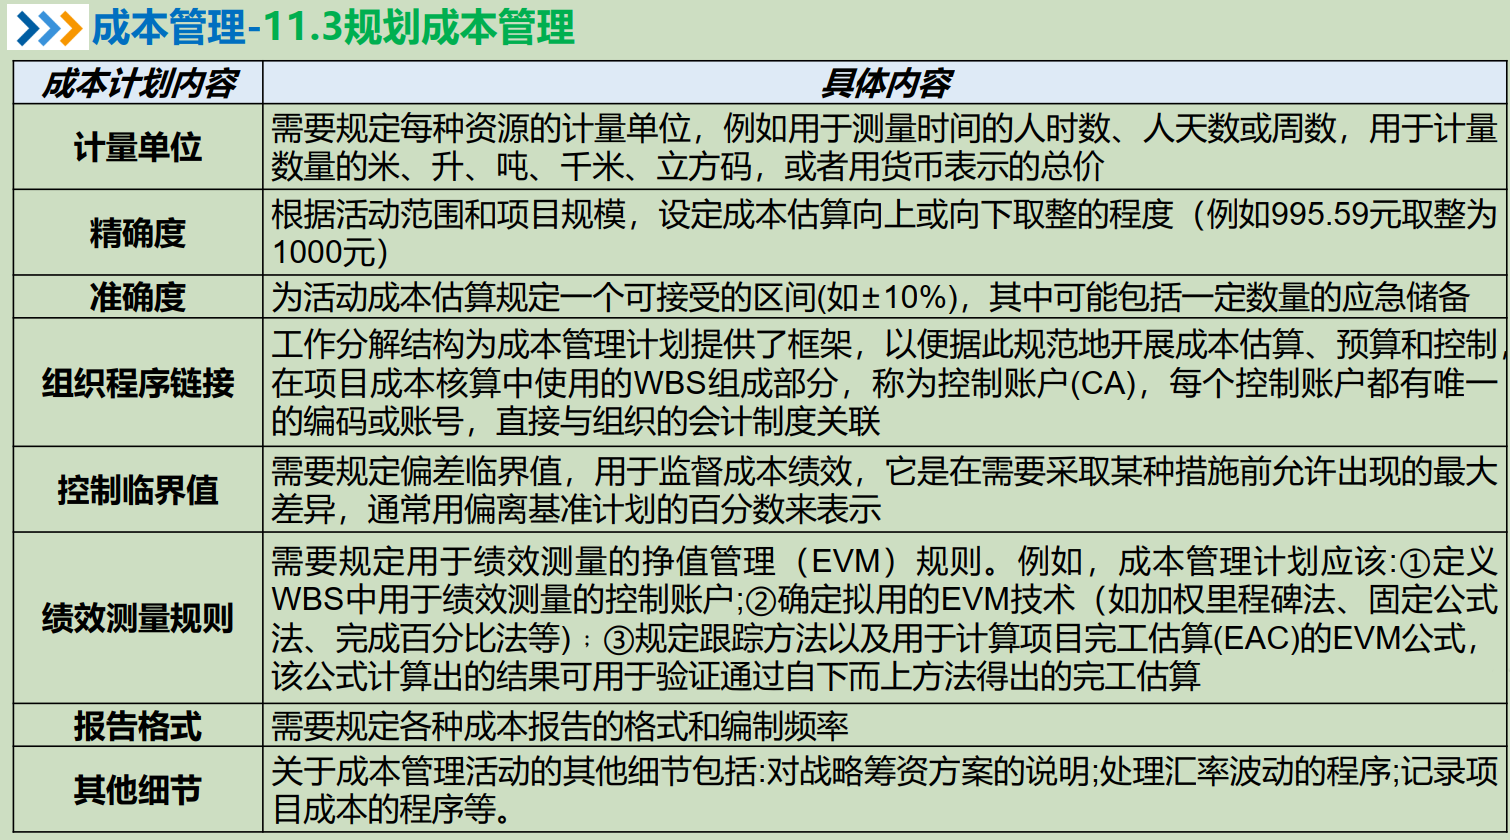 成本管理-11.3规划成本管理
成本计划内容
具体内容
计量单位
需要规定每种资源的计量单位，例如用于测量时间的人时数、人天数或周数，用于计量
数量的米、升、吨、千米、立方码，或者用货币表示的总价
精确度
根据活动范围和项目规模，设定成本估算向上或向下取整的程度（例如995.59元取整为
1000元）
准确度
为活动成本估算规定一个可接受的区间(如±10%)，其中可能包括一定数量的应急储备
组织程序链接
工作分解结构为成本管理计划提供了框架，以便据此规范地开展成本估算、预算和控制,
在项目成本核算中使用的WBS组成部分，称为控制账户(CA)，每个控制账户都有唯一
的编码或账号，直接与组织的会计制度关联
控制临界值
需要规定偏差临界值，用于监督成本绩效，它是在需要采取某种措施前允许出现的最大
差异，通常用偏离基准计划的百分数来表示
绩效测量规则
需要规定用于绩效测量的挣值管理（EVM）规则。例如，成本管理计划应该:①定义
WBS中用于绩效测量的控制账户;②确定拟用的EVM技术（如加权里程碑法、固定公式
法、完成百分比法等)﹔③规定跟踪方法以及用于计算项目完工估算(EAC)的EVM公式，
该公式计算出的结果可用于验证通过自下而上方法得出的完工估算
报告格式
需要规定各种成本报告的格式和编制频率
其他细节
关于成本管理活动的其他细节包括:对战略筹资方案的说明;处理汇率波动的程序;记录项
目成本的程序等。